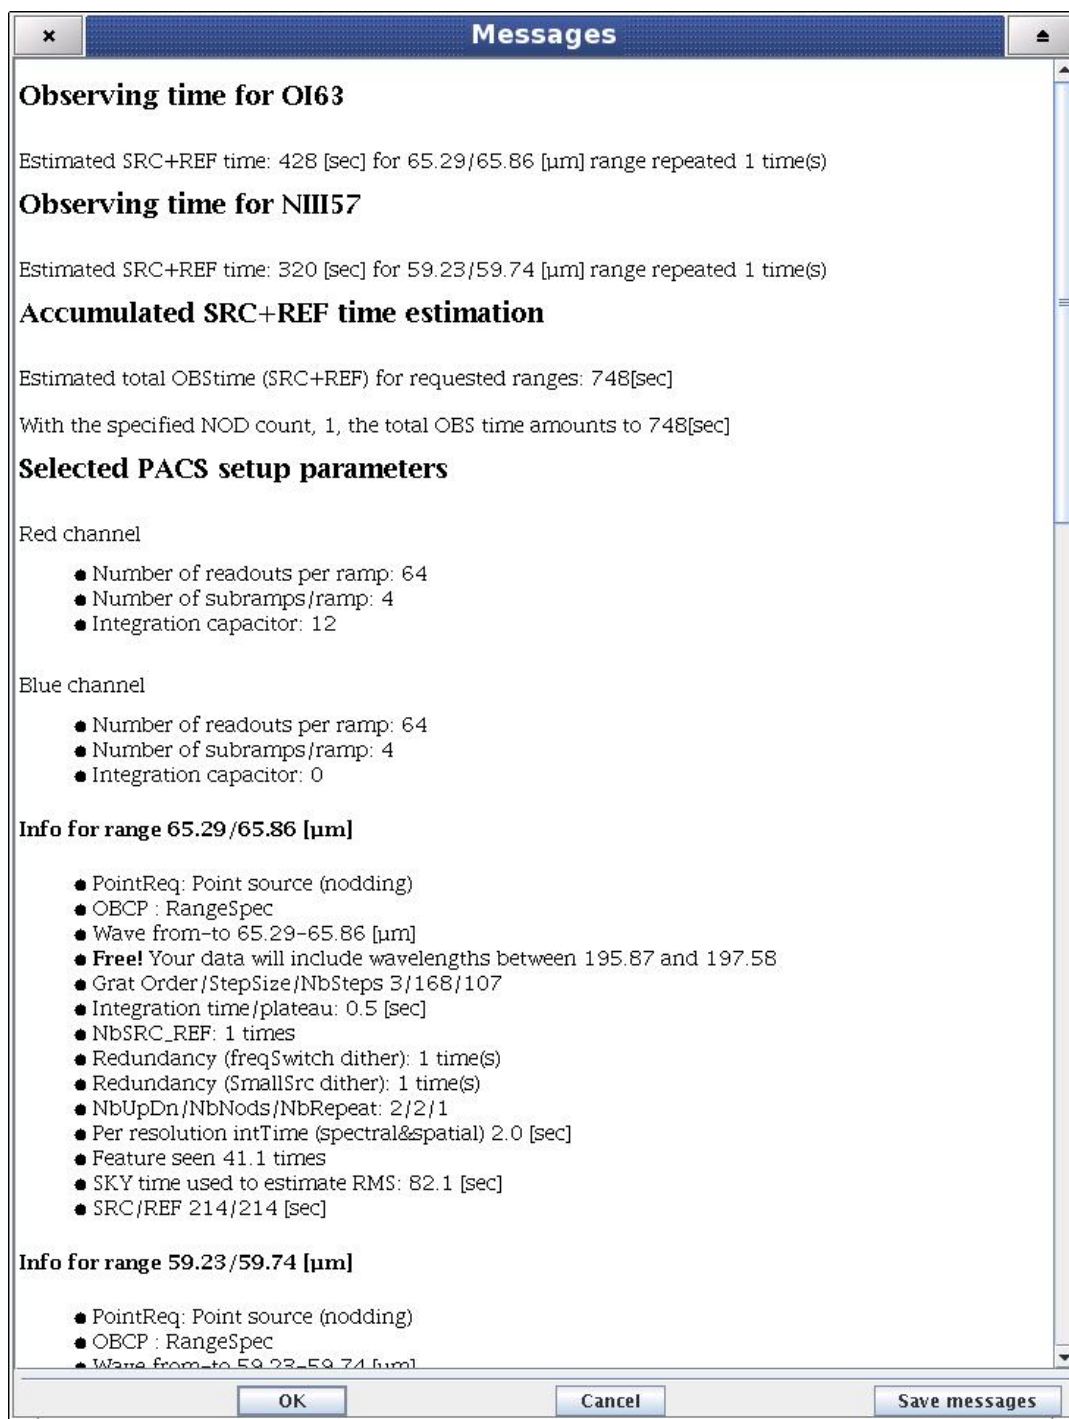 Messages
Observing time for OI63
Estimated SRC+REF time: 428 [sec] for 65.29/65.86 [µm] range repeated 1 time(s)
Observing time for NIII57
Estimated SRC+REF time: 320 [sec] for 59.23/59.74 [µm] range repeated 1 time(s)
Accumulated SRC+REF time estimation
Estimated total OBStime (SRC+REF) for requested ranges: 748[sec]
With the specified NOD count, 1, the total OBS time amounts to 748[sec]
Selected PACS setup parameters
Red channel
● Number of readouts per ramp: 64
● Number of subramps/ramp: 4
● Integration capacitor: 12
Blue channel
● Number of readouts per ramp: 64
● Number of subramps/ramp: 4
● Integration capacitor: 0
Info for range 65.29/65.86 [µm]
● PointReq: Point source (nodding)
● OBCP : RangeSpec
● Wave from-to 65.29-65.86 [µm]
● Free! Your data will include wavelengths between 195.87 and 197.58
● Grat Order/StepSize/NbSteps 3/168/107
● Integration time/plateau: 0.5 [sec]
● NbSRC_REF: 1 times
● Redundancy (freqSwitch dither): 1 time(s)
● Redundancy (SmallSrc dither): 1 time(s)
● NbUpDn/NbNods/NbRepeat: 2/2/1
● Per resolution intTime (spectral&spatial) 2.0 [sec]
● Feature seen 41.1 times
● SKY time used to estimate RMS: 82.1 [sec]
● SRC/REF 214/214 [sec]
Info for range 59.23/59.74 [µm]
● PointReq: Point source (nodding)
● OBCP : RangeSpec
● Wave from-to 59.23-59.74 [µm]
OK Cancel Save messages